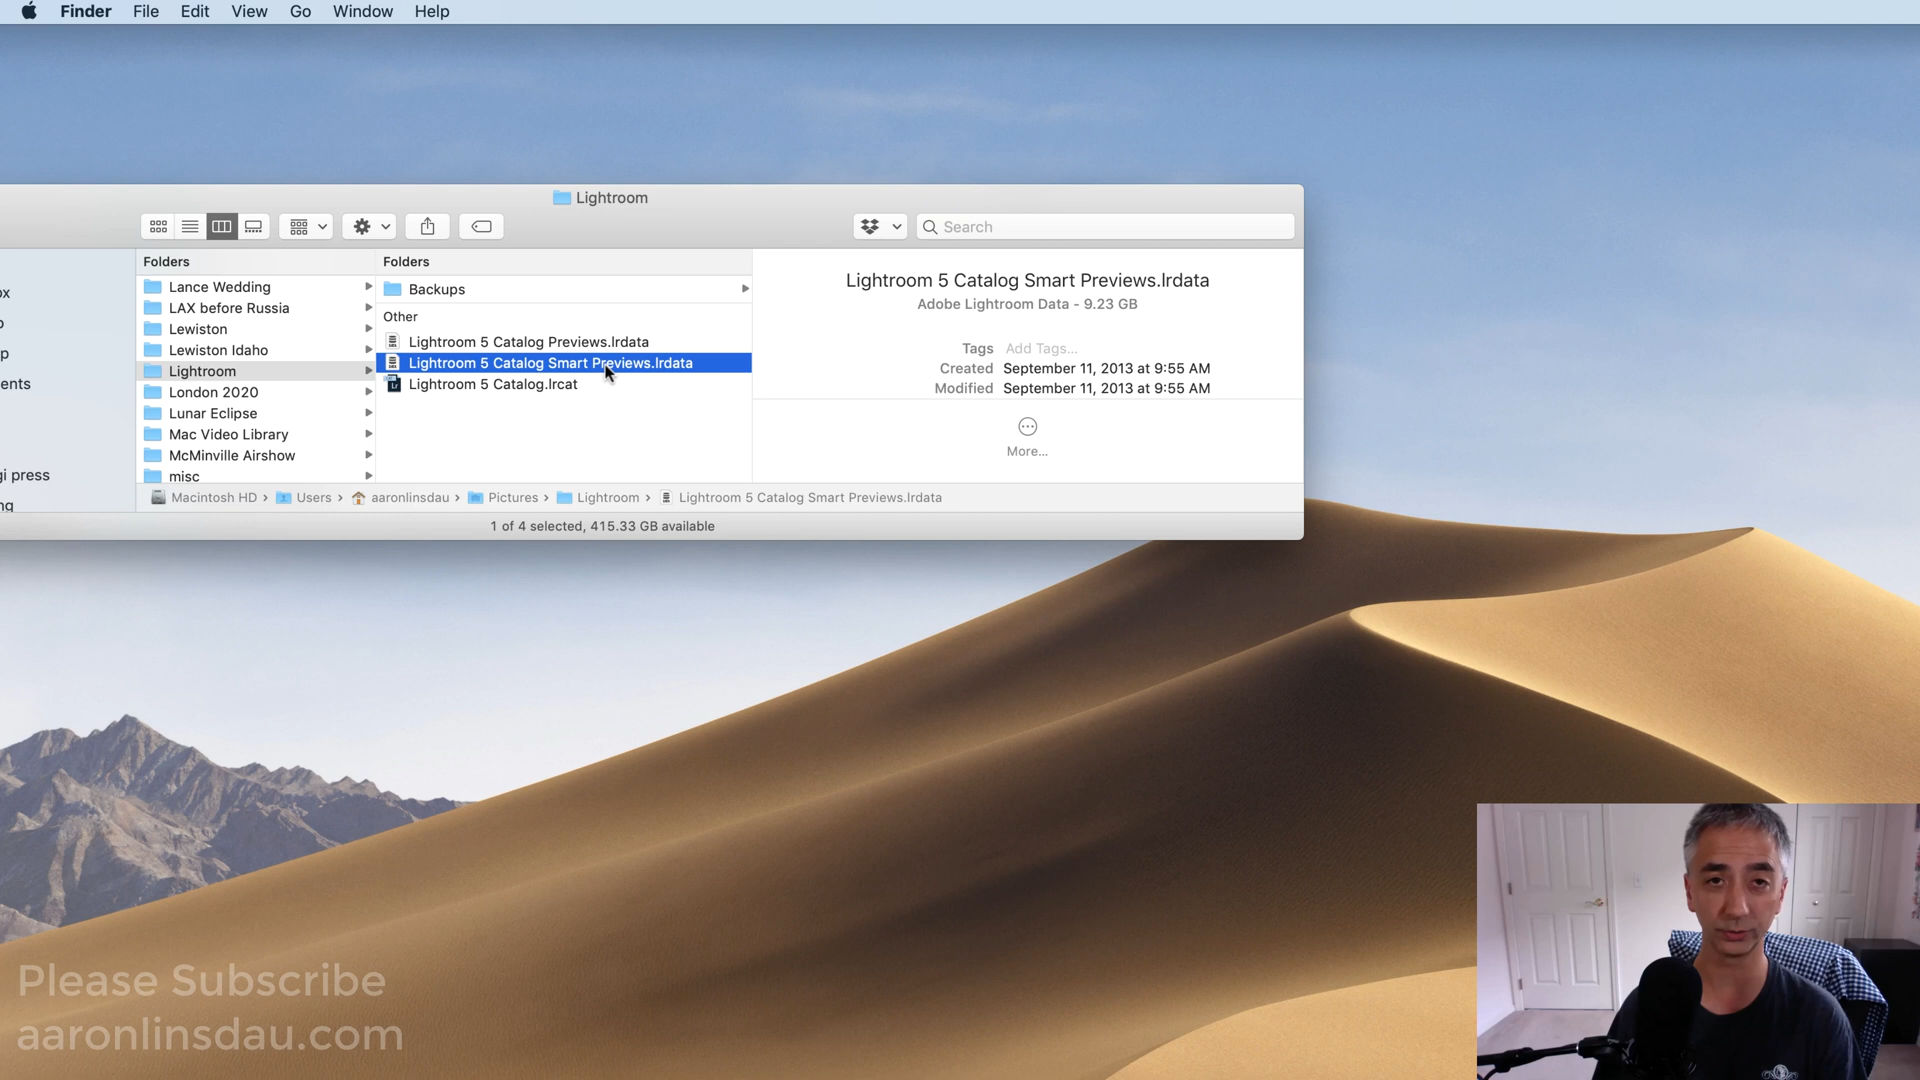 Finder File Edit View Go Window Help
Lightroom
Search
Folders
Lance Wedding
LAX before Russia
Lewiston
Lewiston Idaho
Lightroom
London 2020
Lunar Eclipse
Mac Video Library
McMinville Airshow
misc
Folders
Backups
Other
Lightroom 5 Catalog Previews.lrdata
Lightroom 5 Catalog Smart Previews.lrdata
Lr
Lightroom 5 Catalog.lrcat
Lightroom 5 Catalog Smart Previews.lrdata
Adobe Lightroom Data - 9.23 GB
Tags Add Tags...
Created September 11, 2013 at 9:55 AM
Modified September 11, 2013 at 9:55 AM
More...
Macintosh HD › Users › aaronlinsdau › Pictures › Lightroom › Lightroom 5 Catalog Smart Previews.lrdata
1 of 4 selected, 415.33 GB available
Please Subscribe
aaronlinsdau.com